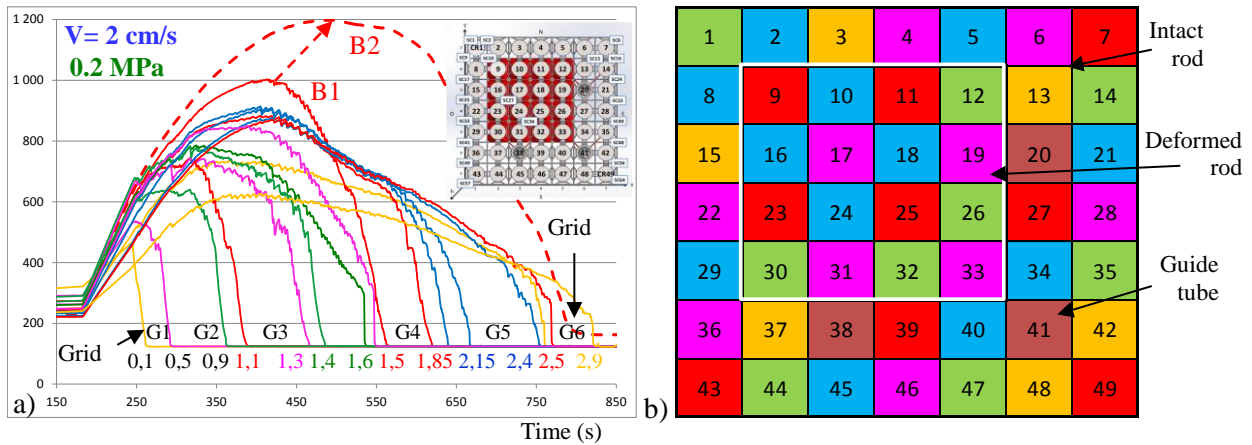 V= 2 cm/s
0.2 MPa
B2
B1
1 200
1 000
800
600
400
200
0
Grid
Grid
G1 G2 G3 G4 G5 G6
0,1 0,5 0,9 1,1 1,3 1,4 1,6 1,5 1,85 2,15 2,4 2,5 2,9
150 250 350 450 550 650 750 850
a)
Time (s)
1 2 3 4 5 6 7
8 9 10 11 12 13 14
15 16 17 18 19 20 21
22 23 24 25 26 27 28
29 30 31 32 33 34 35
36 37 38 39 40 41 42
43 44 45 46 47 48 49
b)
Intact
rod
Deformed
rod
Guide
tube